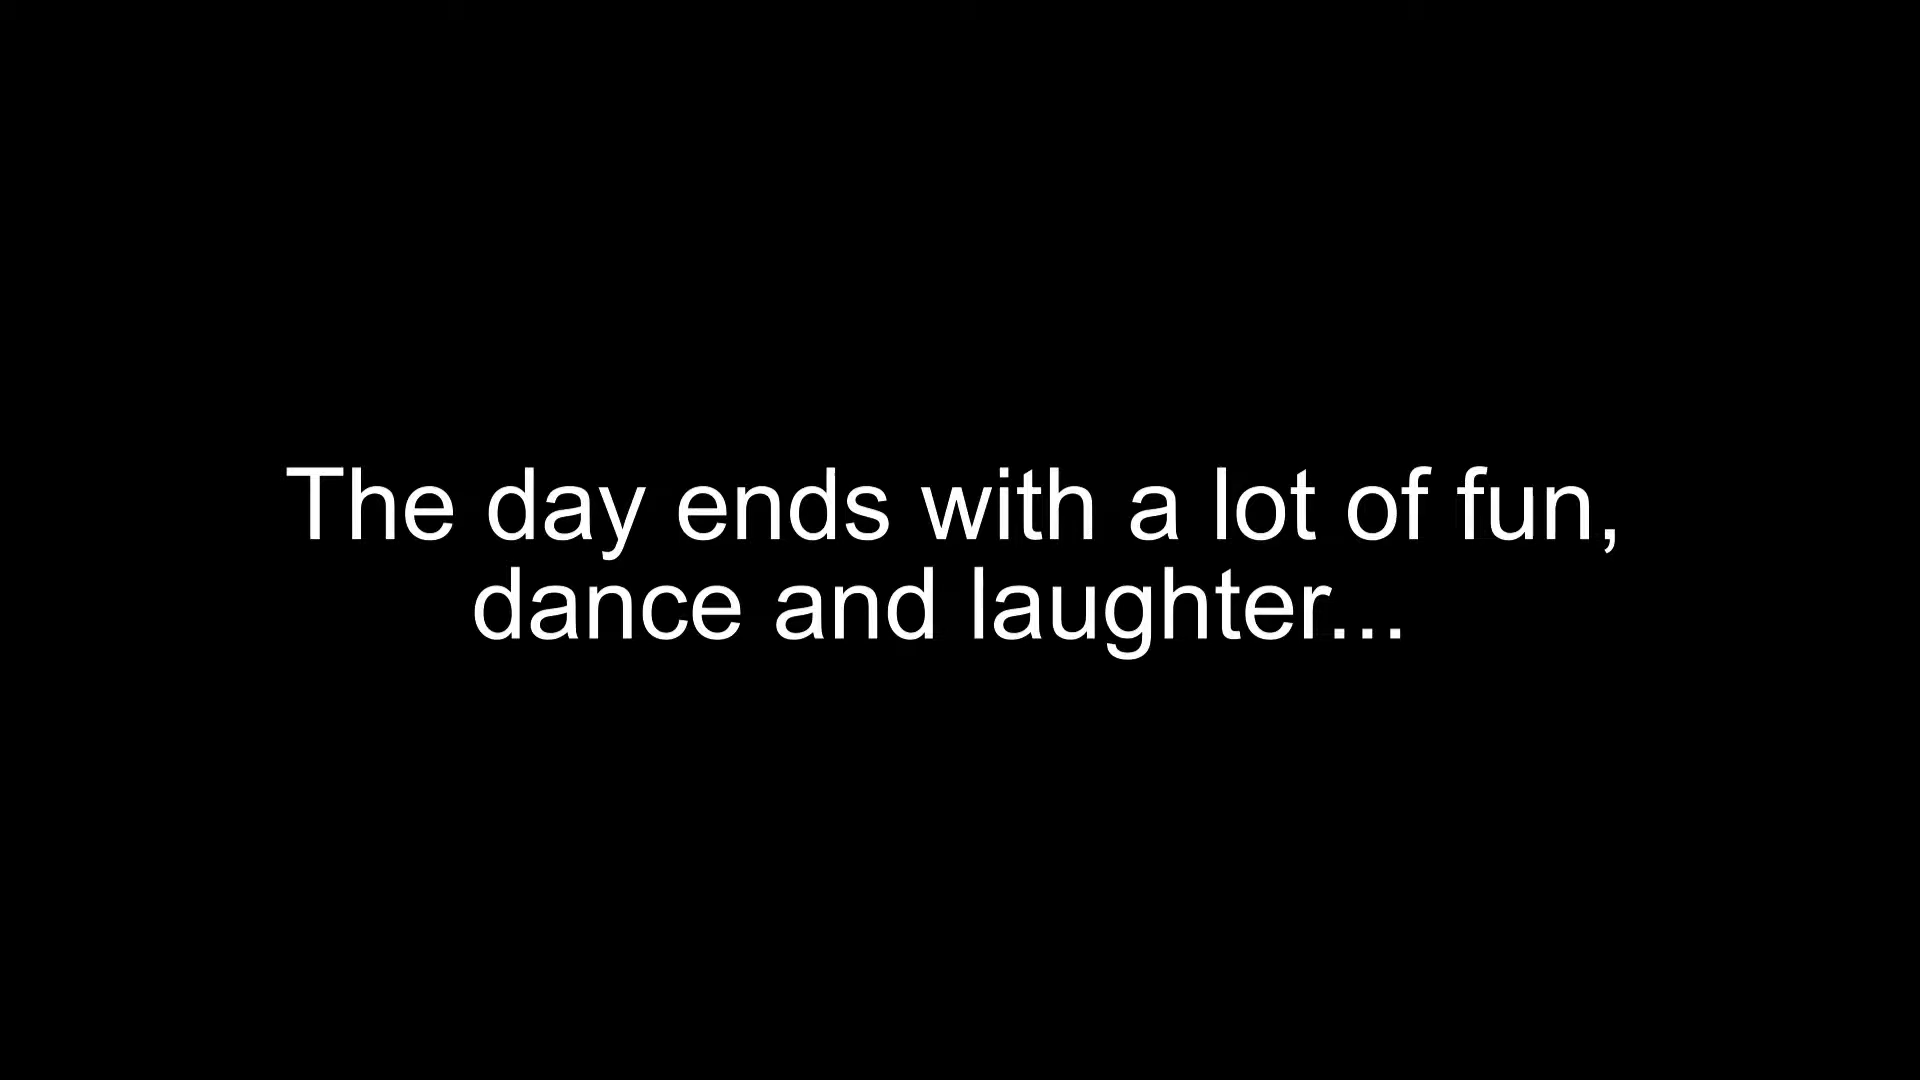 The day ends with a lot of fun,
dance and laughter...